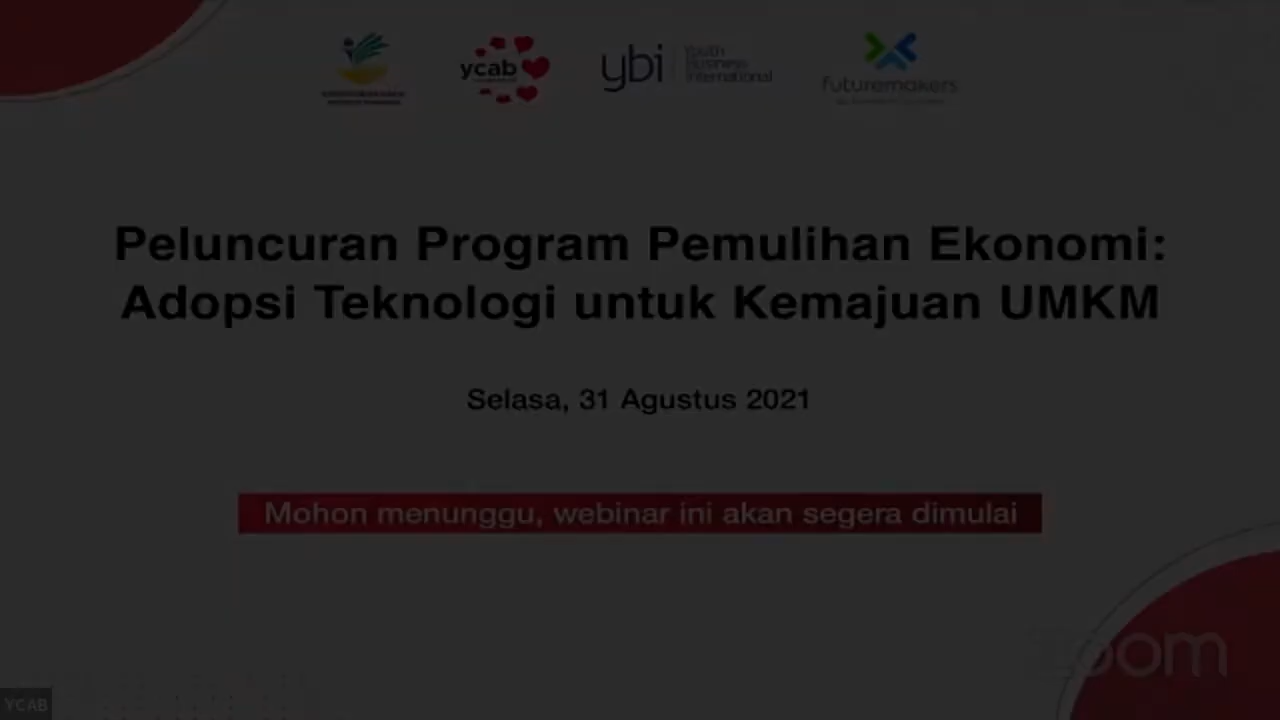 ycab
ybi
Youth
Business
International
futuremakers
Peluncuran Program Pemulihan Ekonomi:
Adopsi Teknologi untuk Kemajuan UMKM
Selasa, 31 Agustus 2021
Mohon menunggu, webinar ini akan segera dimulai
zoom
YCAB